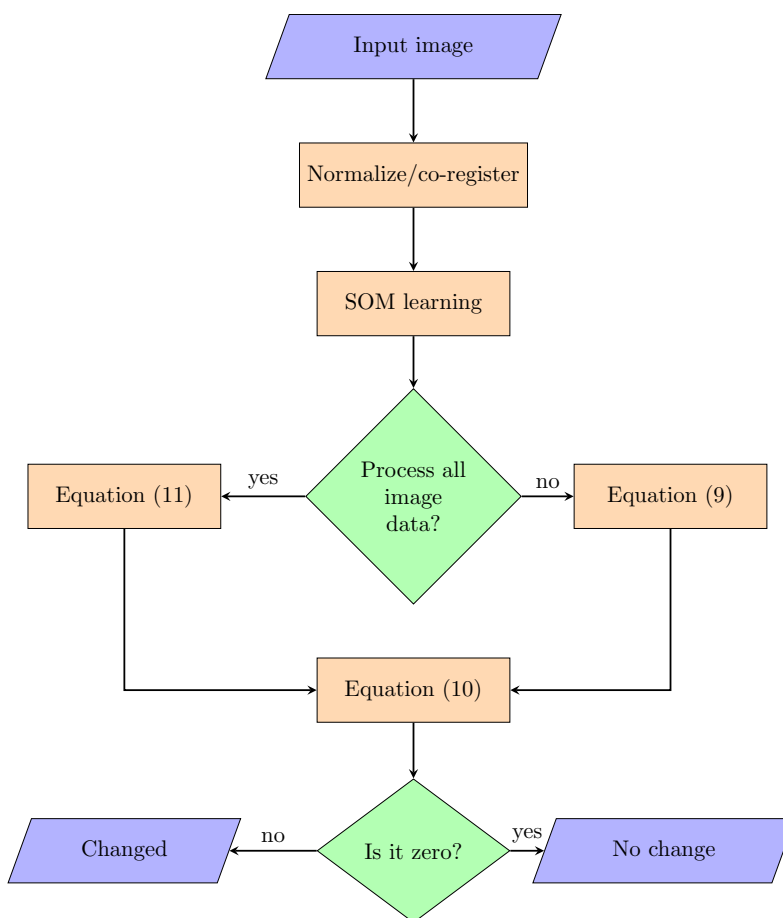 Input image
Normalize/co-register
SOM learning
Process all
image
data?
yes
no
Equation (11)
Equation (9)
Equation (10)
Is it zero?
no
yes
Changed
No change